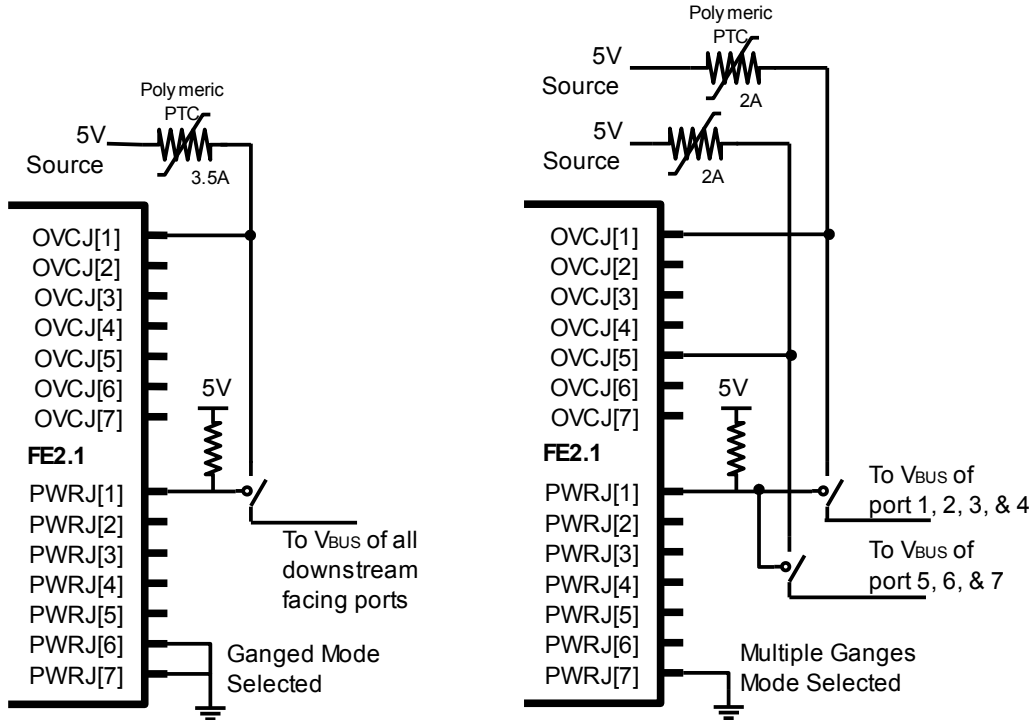 Polymeric
PTC
5V
Source
3.5A
OVCJ[1]
OVCJ[2]
OVCJ[3]
OVCJ[4]
OVCJ[5]
OVCJ[6]
OVCJ[7]
5V
FE2.1
PWRJ[1]
PWRJ[2]
PWRJ[3]
PWRJ[4]
PWRJ[5]
PWRJ[6]
PWRJ[7]
To VBUS of all
downstream
facing ports
Ganged Mode
Selected
Polymeric
PTC
5V
Source
2A
5V
Source
2A
OVCJ[1]
OVCJ[2]
OVCJ[3]
OVCJ[4]
OVCJ[5]
OVCJ[6]
OVCJ[7]
5V
FE2.1
PWRJ[1]
PWRJ[2]
PWRJ[3]
PWRJ[4]
PWRJ[5]
PWRJ[6]
PWRJ[7]
To VBUS of
port 1, 2, 3, & 4
To VBUS of
port 5, 6, & 7
Multiple Ganges
Mode Selected